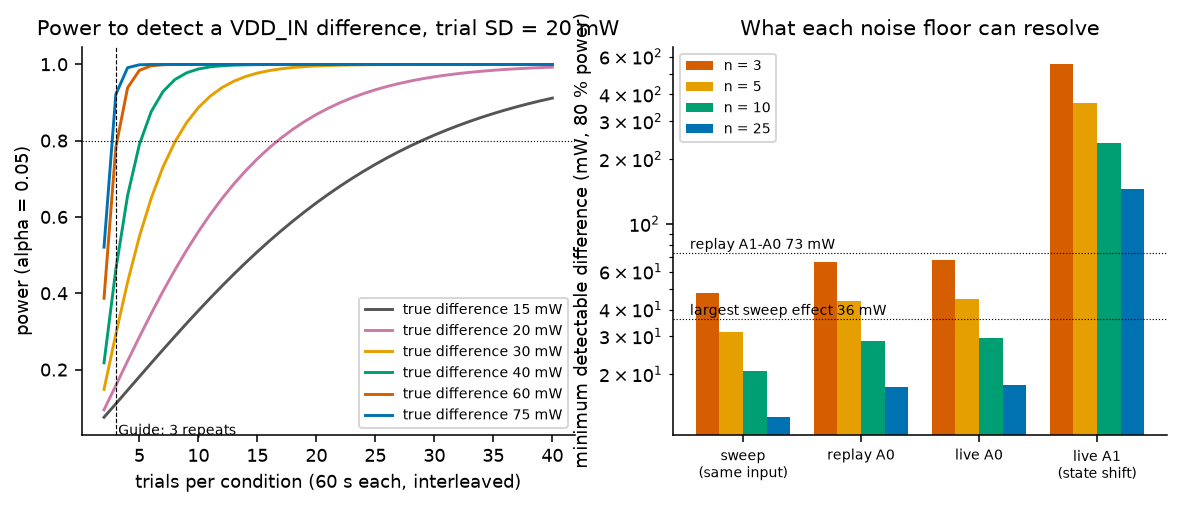 Power to detect a VDD_IN difference, trial SD = 20 mW
power (alpha = 0.05)
1.0
0.8
0.6
0.4
0.2
Guide: 3 repeats
true difference 15 mW
true difference 20 mW
true difference 30 mW
true difference 40 mW
true difference 60 mW
true difference 75 mW
5 10 15 20 25 30 35 40
trials per condition (60 s each, interleaved)
What each noise floor can resolve
minimum detectable difference (mW, 80 % power)
6 × 10²
4 × 10²
3 × 10²
2 × 10²
10²
6 × 10¹
4 × 10¹
3 × 10¹
2 × 10¹
n = 3
n = 5
n = 10
n = 25
replay A1-A0 73 mW
largest sweep effect 36 mW
sweep
(same input)
replay A0
live A0
live A1
(state shift)